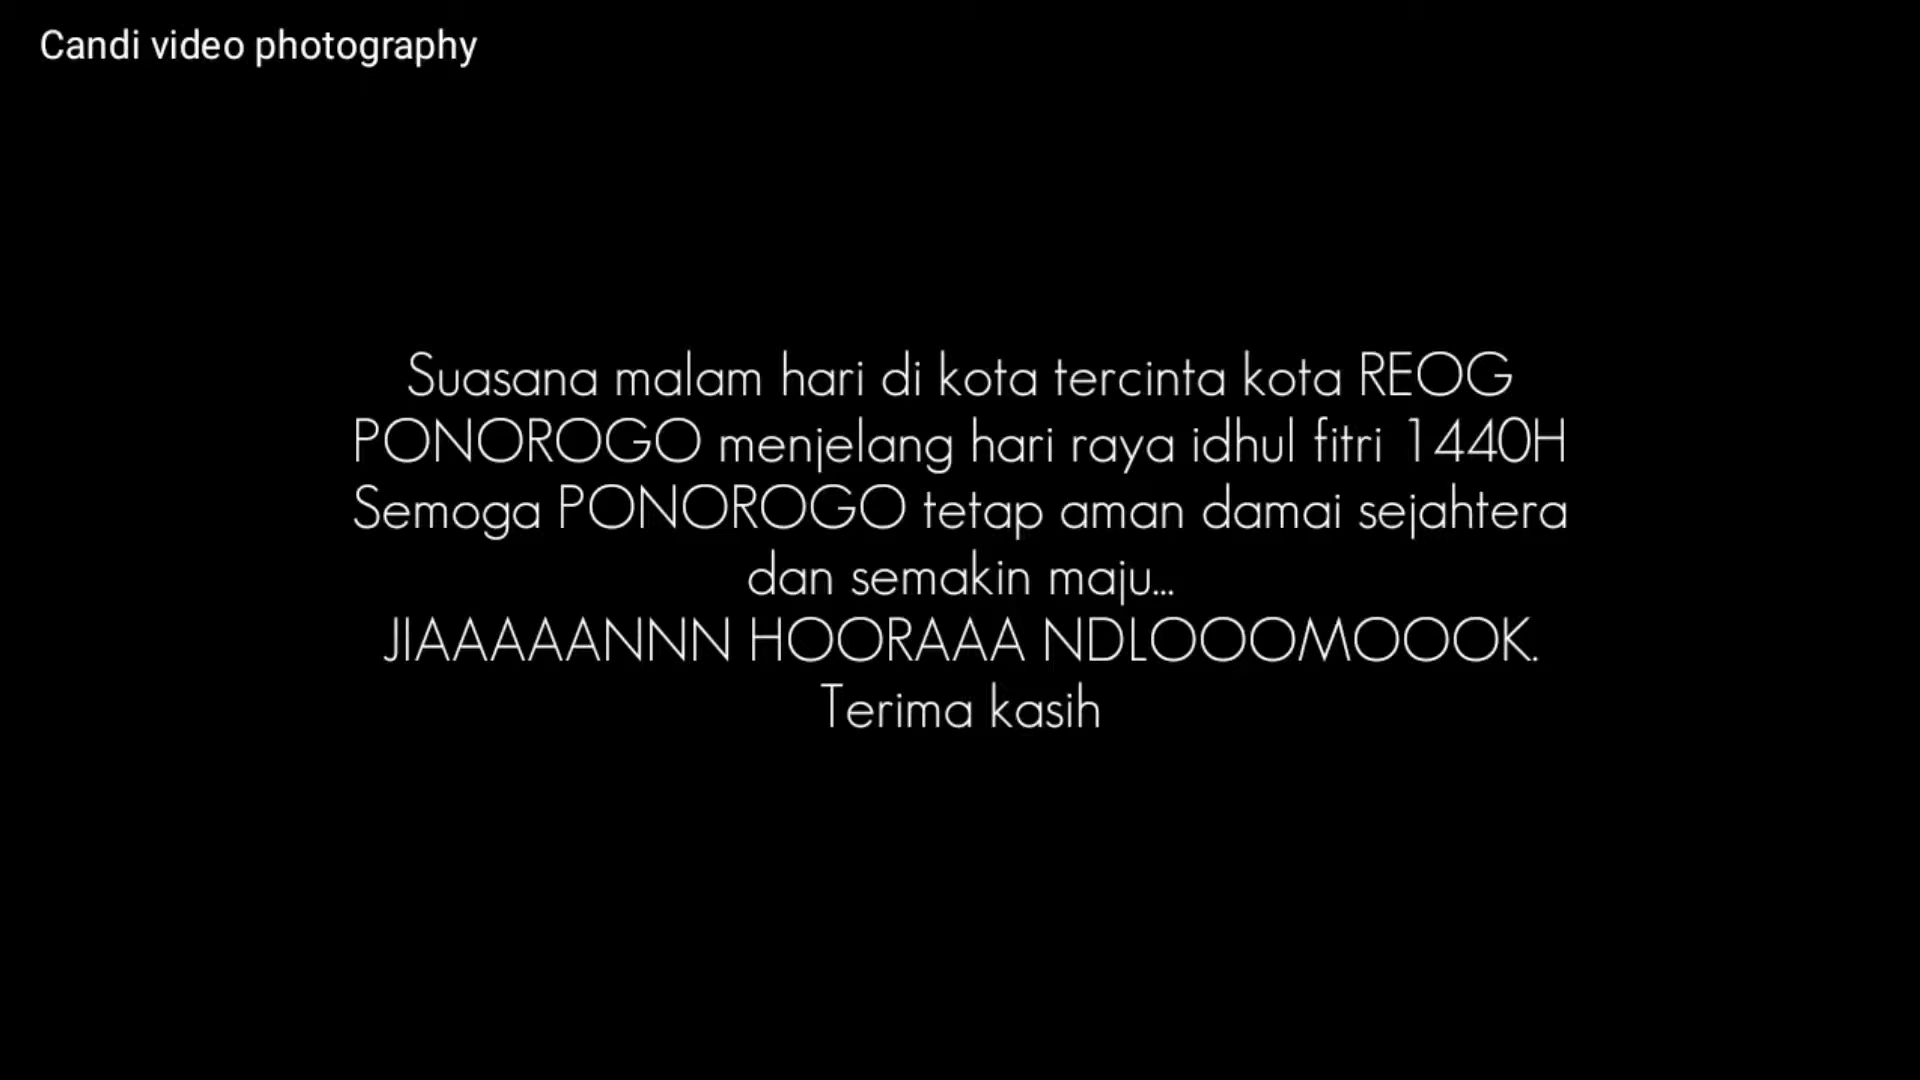 Candi video photography
Suasana malam hari di kota tercinta kota REOG
PONOROGO menjelang hari raya idhul fitri 1440H
Semoga PONOROGO tetap aman damai sejahtera
dan semakin maju...
JIAAAAANNN HOORAAA NDLOOOMOOOK.
Terima kasih